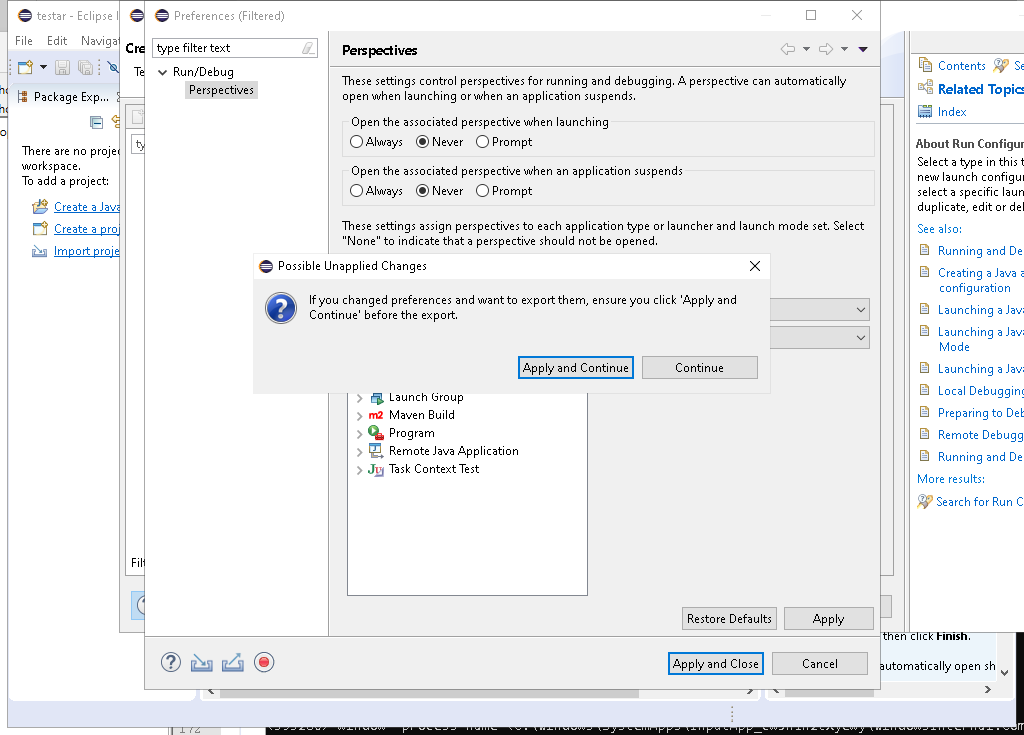 testar - Eclipse I
Preferences (Filtered)
File Edit Naviga
type filter text
Perspectives
Package Exp...
Run/Debug
Perspectives
These settings control perspectives for running and debugging. A perspective can automatically
open when launching or when an application suspends.
Open the associated perspective when launching
Always Never Prompt
Open the associated perspective when an application suspends
Always Never Prompt
These settings assign perspectives to each application type or launcher and launch mode set. Select
"None" to indicate that a perspective should not be opened.
There are no projec
workspace.
To add a project:
Create a Java
Create a proj
Import proje
Possible Unapplied Changes
If you changed preferences and want to export them, ensure you click 'Apply and
Continue' before the export.
Apply and Continue Continue
Launch Group
Maven Build
Program
Remote Java Application
Task Context Test
Restore Defaults Apply
Apply and Close Cancel
Contents Se
Related Topics
Index
About Run Configur
Select a type in this t
new launch configur
select a specific laun
duplicate, edit or del
See also:
Running and De
Creating a Java a
configuration
Launching a Java
Launching a Java
Mode
Launching a Java
Local Debugging
Preparing to Deb
Remote Debugg
Running and De
More results:
Search for Run C
then click Finish.
automatically open sh
172